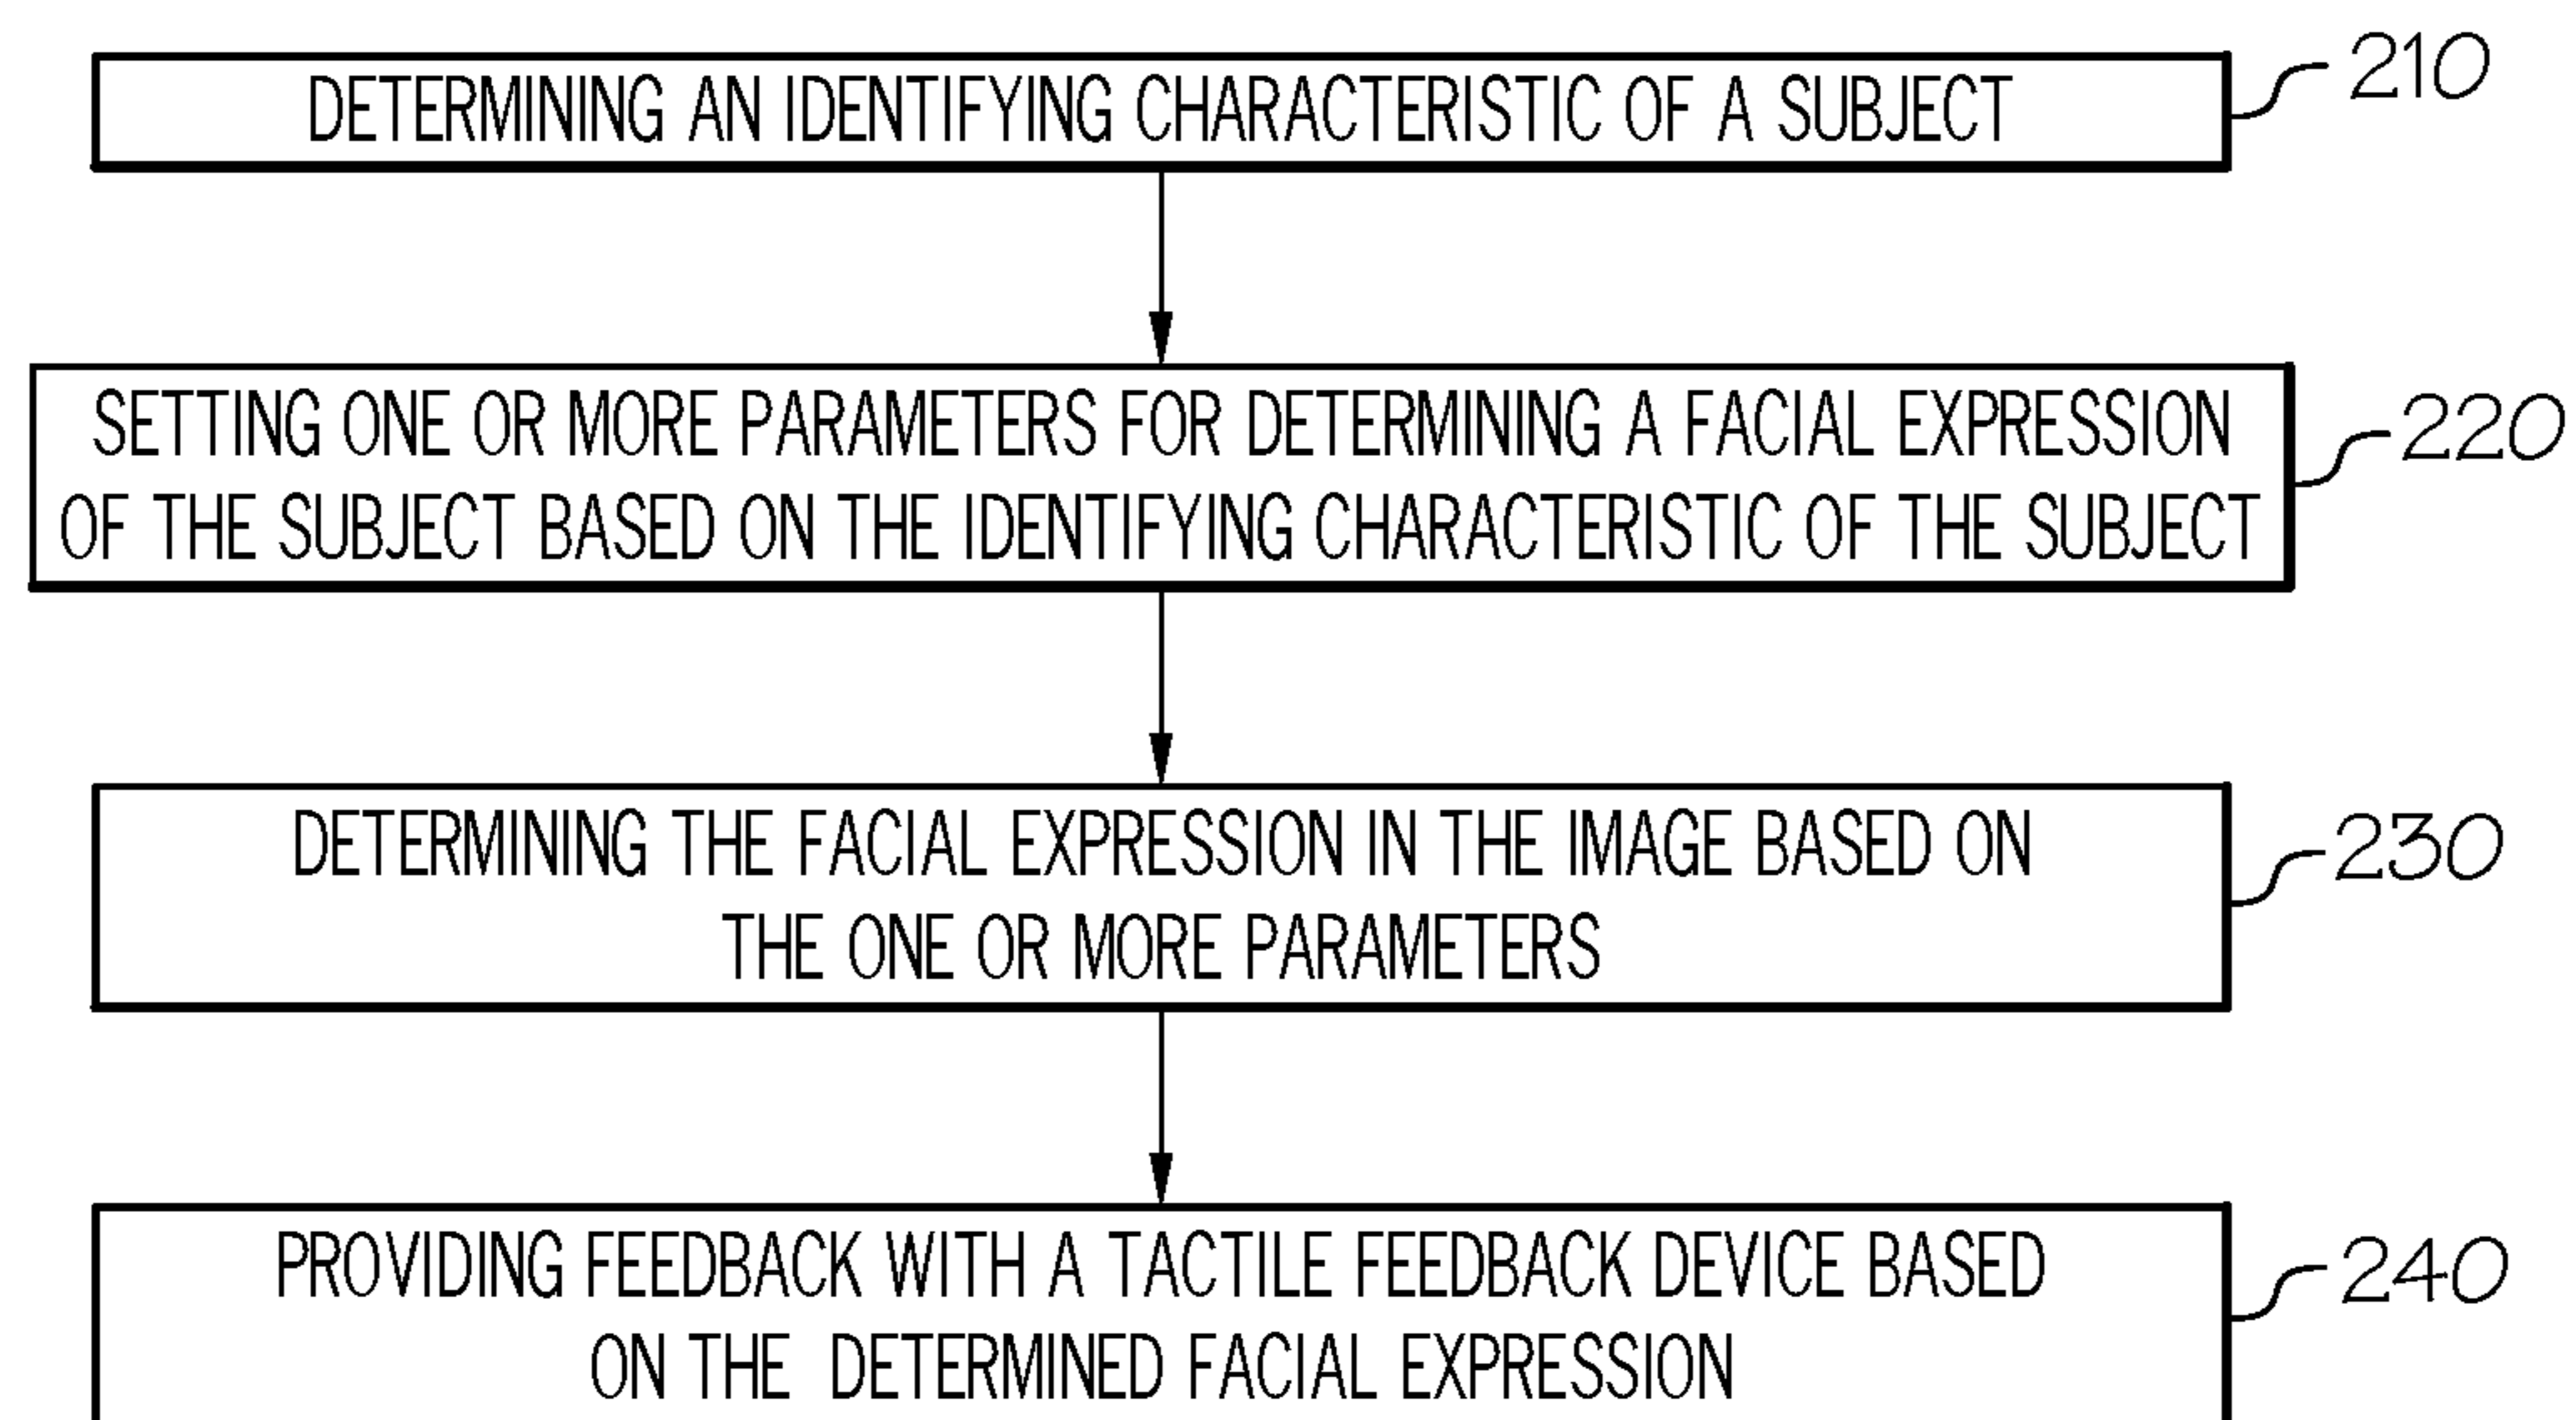 DETERMINING AN IDENTIFYING CHARACTERISTIC OF A SUBJECT
210
SETTING ONE OR MORE PARAMETERS FOR DETERMINING A FACIAL EXPRESSION
OF THE SUBJECT BASED ON THE IDENTIFYING CHARACTERISTIC OF THE SUBJECT
220
DETERMINING THE FACIAL EXPRESSION IN THE IMAGE BASED ON
THE ONE OR MORE PARAMETERS
230
PROVIDING FEEDBACK WITH A TACTILE FEEDBACK DEVICE BASED
ON THE DETERMINED FACIAL EXPRESSION
240